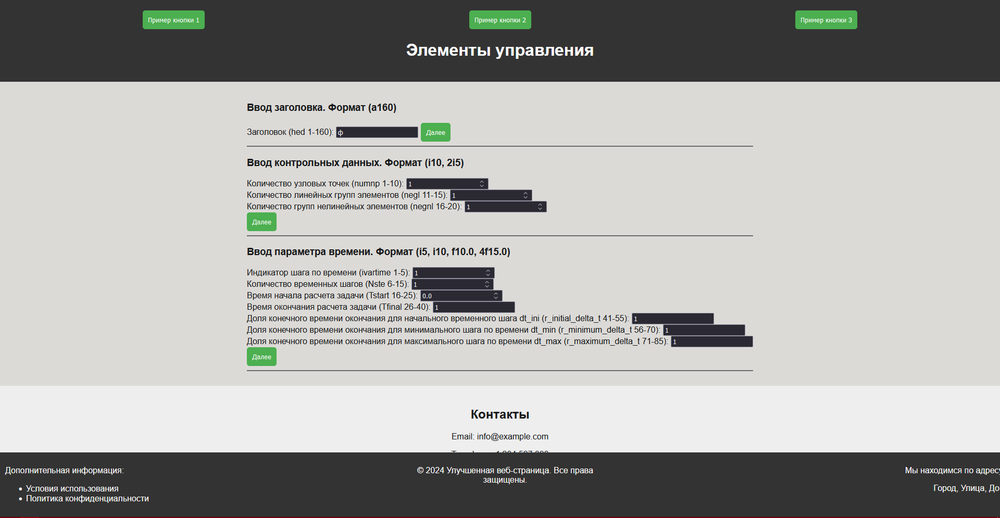 Пример кнопки 1
Пример кнопки 2
Пример кнопки 3
Элементы управления
Ввод заголовка. Формат (a160)
Заголовок (hed 1-160): ф Далее
Ввод контрольных данных. Формат (i10, 2i5)
Количество узловых точек (numnp 1-10): 1
Количество линейных групп элементов (negl 11-15): 1
Количество групп нелинейных элементов (negnl 16-20): 1
Далее
Ввод параметра времени. Формат (i5, i10, f10.0, 4f15.0)
Индикатор шага по времени (ivartime 1-5): 1
Количество временных шагов (Nste 6-15): 1
Время начала расчета задачи (Tstart 16-25): 0.0
Время окончания расчета задачи (Tfinal 26-40): 1
Доля конечного времени окончания для начального временного шага dt_ini (r_initial_delta_t 41-55): 1
Доля конечного времени окончания для минимального шага по времени dt_min (r_minimum_delta_t 56-70): 1
Доля конечного времени окончания для максимального шага по времени dt_max (r_maximum_delta_t 71-85): 1
Далее
Контакты
Email: info@example.com
Дополнительная информация:
Условия использования
Политика конфиденциальности
© 2024 Улучшенная веб-страница. Все права
защищены.
Мы находимся по адресу
Город, Улица, До